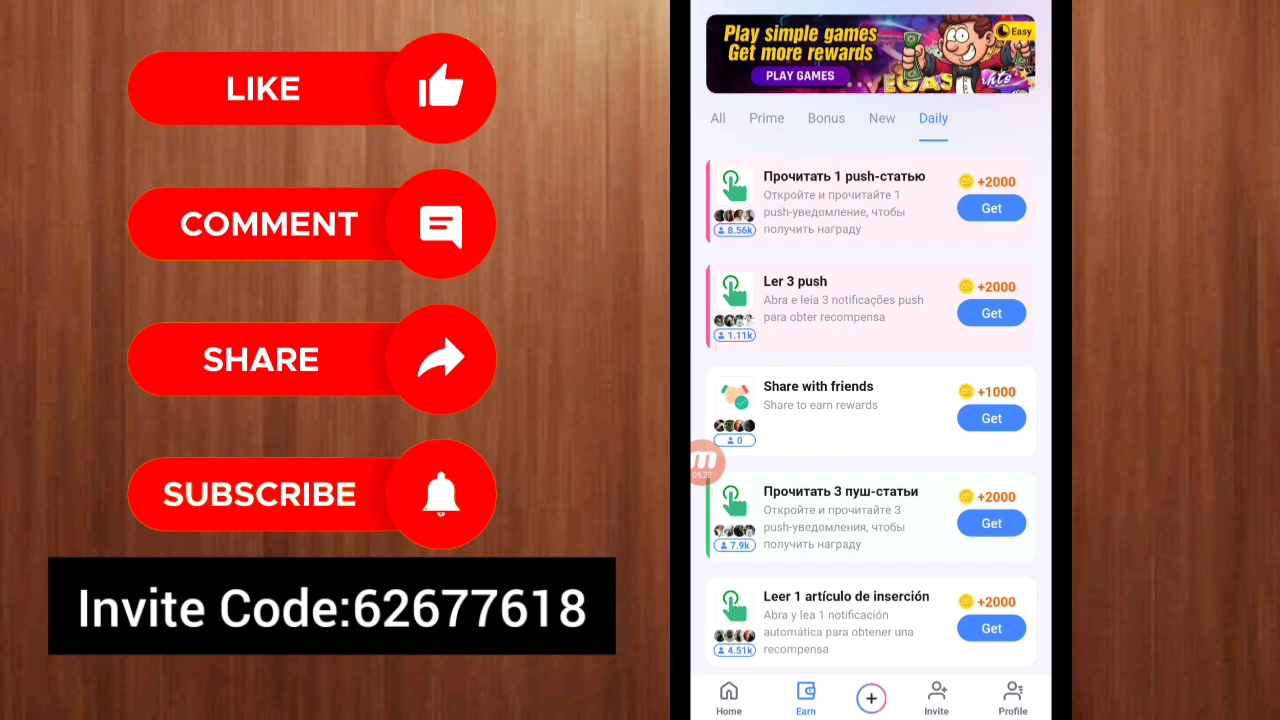 LIKE
COMMENT
SHARE
SUBSCRIBE
Invite Code:62677618
Play simple games
Get more rewards
PLAY GAMES
Easy
VEGAS
All Prime Bonus New Daily
Прочитать 1 push-статью
Откройте и прочитайте 1
push-уведомление, чтобы
получить награду
8.56k
+2000
Get
Ler 3 push
Abra e leia 3 notificações push
para obter recompensa
1.11k
+2000
Get
Share with friends
Share to earn rewards
0
+1000
Get
05:22
Прочитать 3 пуш-статьи
Откройте и прочитайте 3
push-уведомления, чтобы
получить награду
7.9k
+2000
Get
Leer 1 artículo de inserción
Abra y lea 1 notificación
automática para obtener una
recompensa
4.51k
+2000
Get
Home Earn Invite Profile